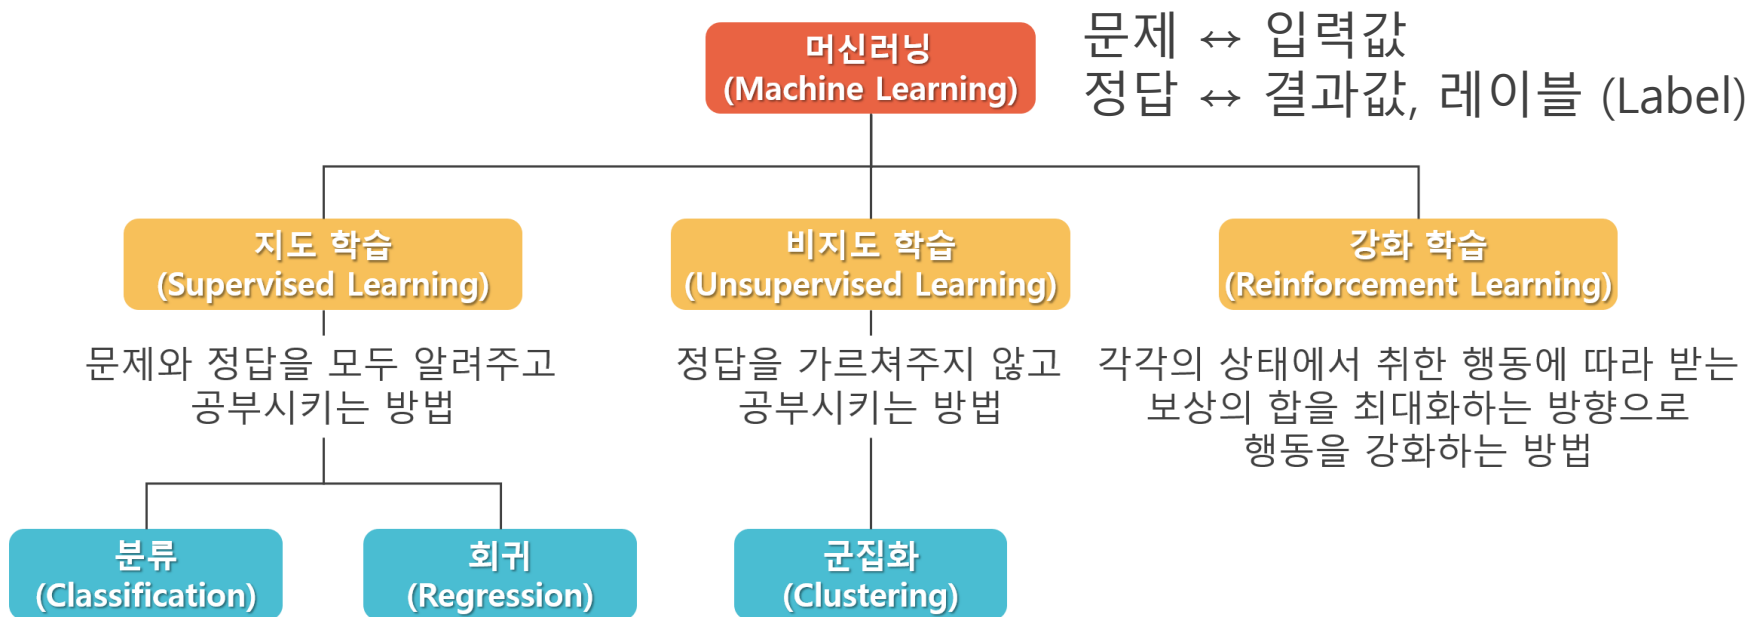 머신러닝
(Machine Learning)
문제 ↔ 입력값
정답 ↔ 결과값, 레이블 (Label)
지도 학습
(Supervised Learning)
비지도 학습
(Unsupervised Learning)
강화 학습
(Reinforcement Learning)
문제와 정답을 모두 알려주고
공부시키는 방법
정답을 가르쳐주지 않고
공부시키는 방법
각각의 상태에서 취한 행동에 따라 받는
보상의 합을 최대화하는 방향으로
행동을 강화하는 방법
분류
(Classification)
회귀
(Regression)
군집화
(Clustering)